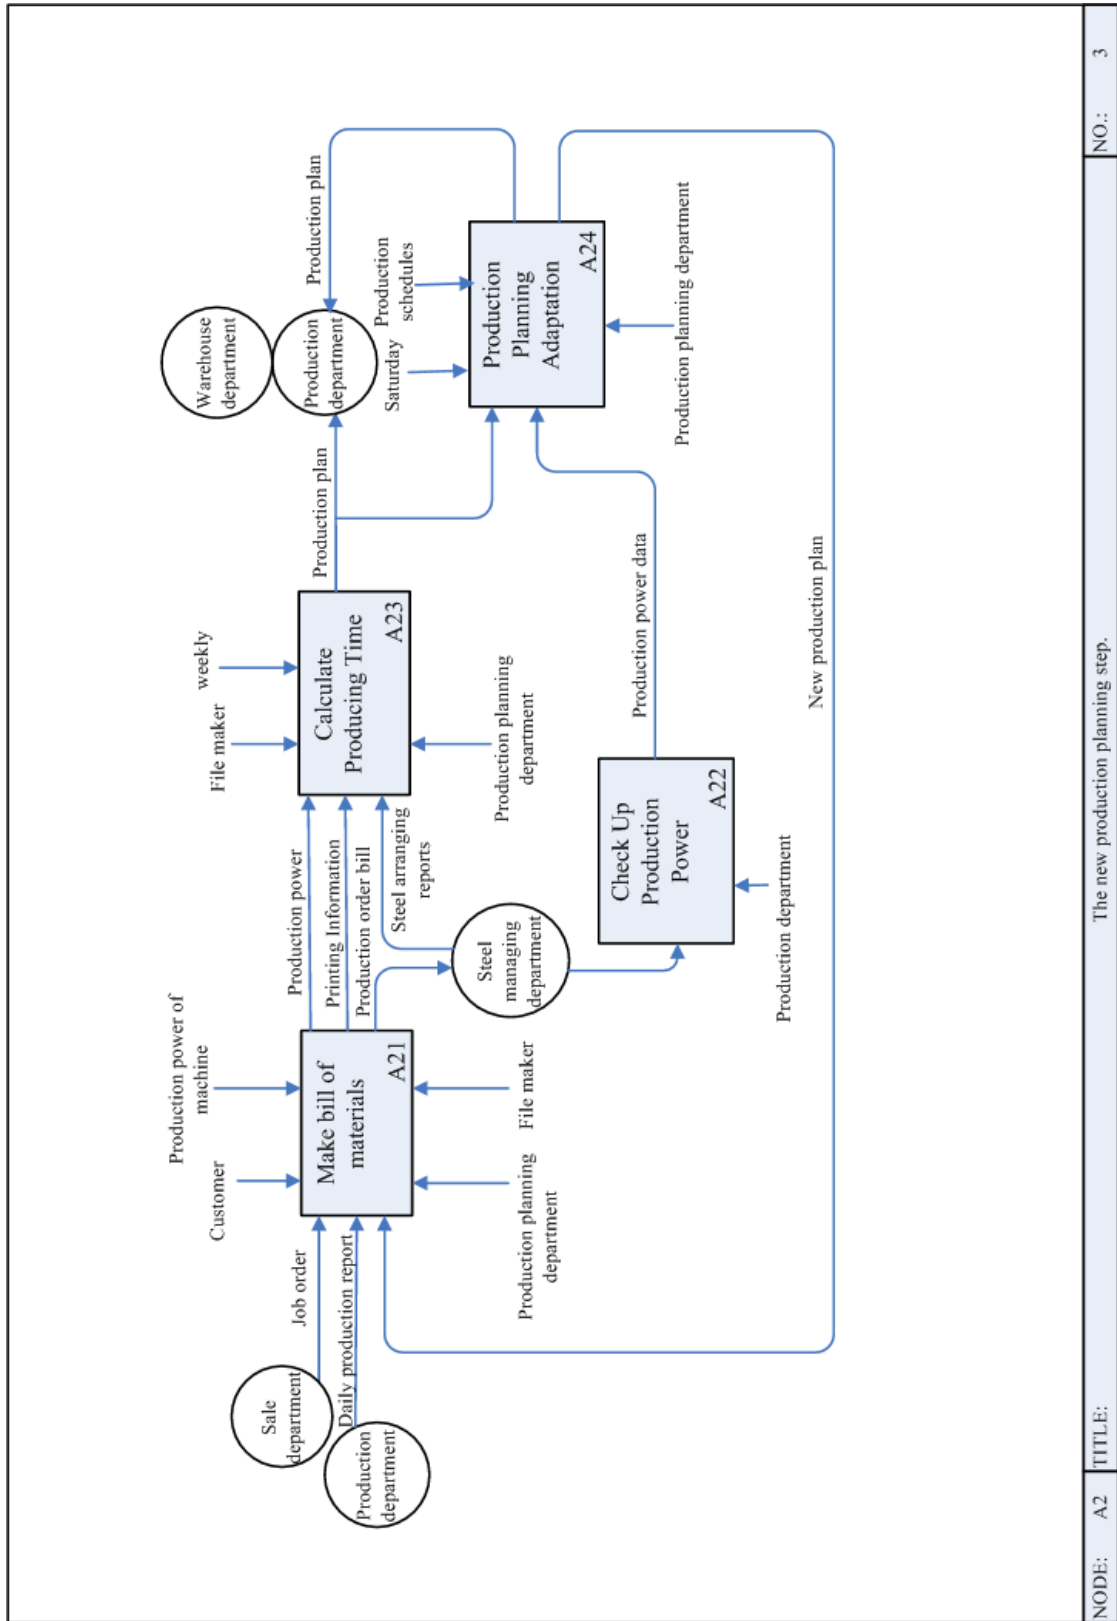 Warehouse
department
Production
department
Production plan
Production plan
Saturday
Production
schedules
Production
Planning
Adaptation
A24
Production planning department
File maker
weekly
Calculate
Producing Time
A23
Production planning
department
Production power of
machine
Customer
Make bill of
materials
A21
Production power
Printing Information
Production order bill
Steel arranging
reports
Sale
department
Job order
Daily production report
Production
department
Production planning
department
File maker
Steel
managing
department
Check Up
Production
Power
A22
Production department
Production power data
New production plan
NODE:
A2
TITLE:
The new production planning step.
NO.:
3